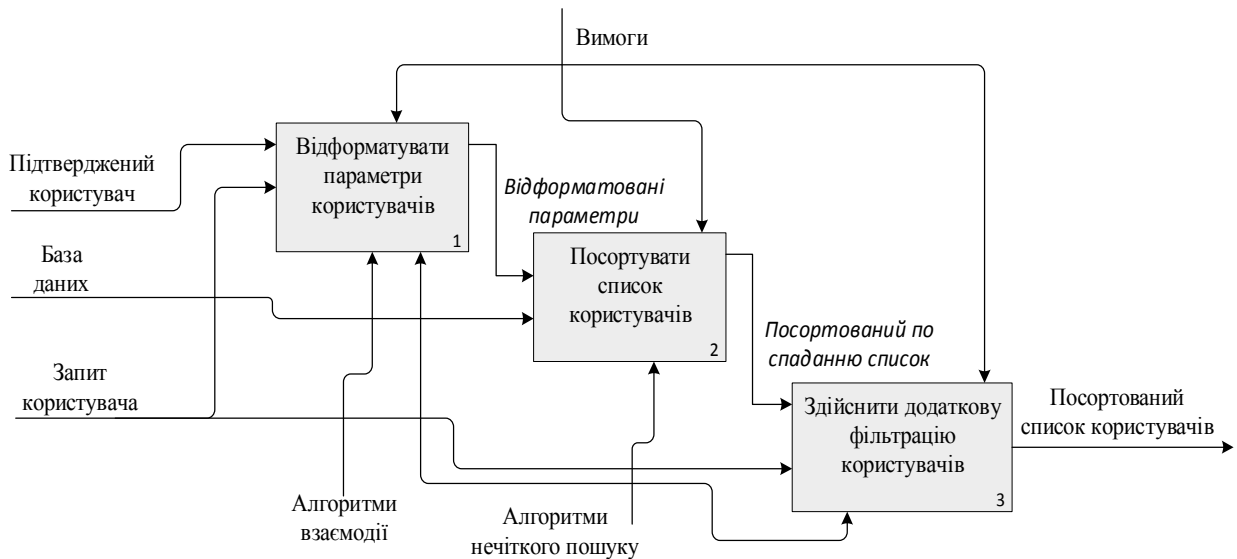 Вимоги
Відформатувати
параметри
користувачів
1
Підтверджений
користувач
Відформатовані
параметри
База
даних
Посортувати
список
користувачів
2
Посортований по
спаданню список
Запит
користувача
Здійснити додаткову
фільтрацію
користувачів
3
Посортований
список користувачів
Алгоритми
взаємодії
Алгоритми
нечіткого пошуку